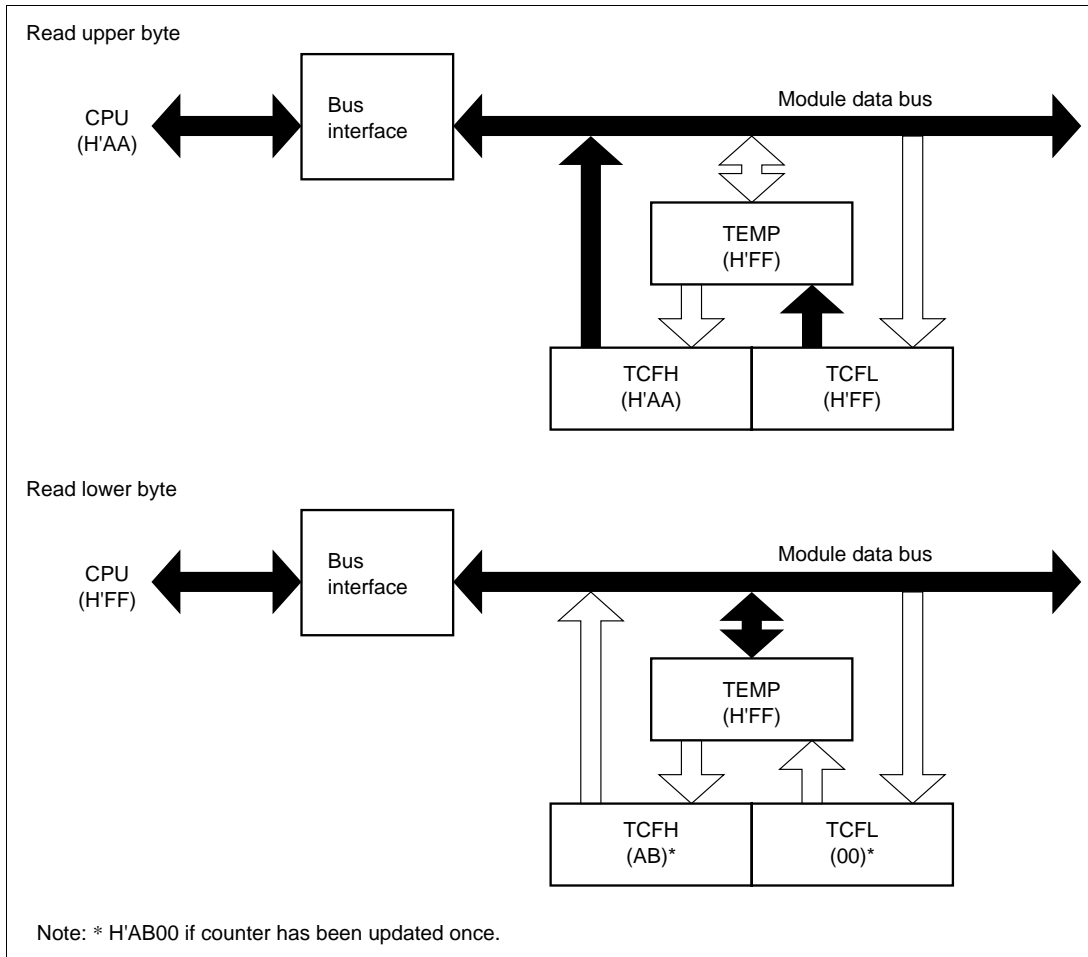 Read upper byte
CPU
(H'AA)
Bus
interface
Module data bus
TEMP
(H'FF)
TCFH
(H'AA)
TCFL
(H'FF)
Read lower byte
CPU
(H'FF)
Bus
interface
Module data bus
TEMP
(H'FF)
TCFH
(AB)*
TCFL
(00)*
Note: * H'AB00 if counter has been updated once.